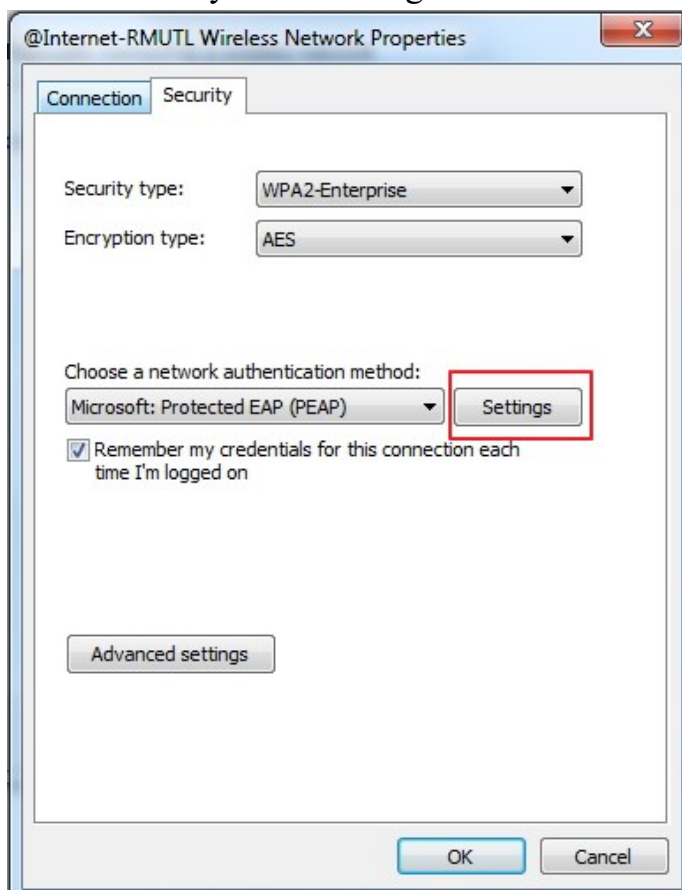 @Internet-RMUTL Wireless Network Properties
Connection Security
Security type: WPA2-Enterprise
Encryption type: AES
Choose a network authentication method:
Microsoft: Protected EAP (PEAP) Settings
Remember my credentials for this connection each
time I'm logged on
Advanced settings
OK Cancel